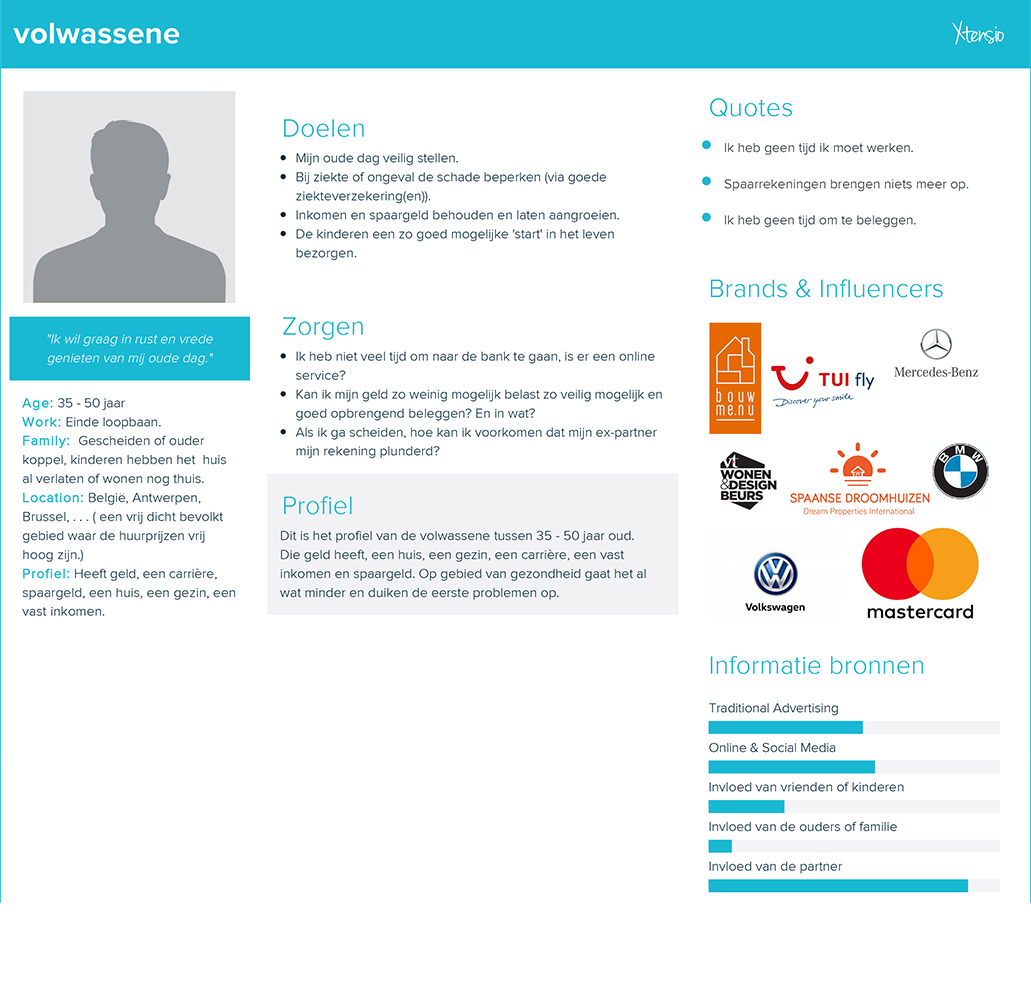 volwassene
Xtensio
"Ik wil graag in rust en vrede
genieten van mij oude dag."
Age: 35 - 50 jaar
Work: Einde loopbaan.
Family: Gescheiden of ouder
koppel, kinderen hebben het huis
al verlaten of wonen nog thuis.
Location: België, Antwerpen,
Brussel, . . . ( een vrij dicht bevolkt
gebied waar de huurprijzen vrij
hoog zijn.)
Profiel: Heeft geld, een carrière,
spaargeld, een huis, een gezin, een
vast inkomen.
Doelen
Mijn oude dag veilig stellen.
Bij ziekte of ongeval de schade beperken (via goede
ziekteverzekering(en)).
Inkomen en spaargeld behouden en laten aangroeien.
De kinderen een zo goed mogelijke 'start' in het leven
bezorgen.
Zorgen
Ik heb niet veel tijd om naar de bank te gaan, is er een online
service?
Kan ik mijn geld zo weinig mogelijk belast zo veilig mogelijk en
goed opbrengend beleggen? En in wat?
Als ik ga scheiden, hoe kan ik voorkomen dat mijn ex-partner
mijn rekening plunderd?
Profiel
Dit is het profiel van de volwassene tussen 35 - 50 jaar oud.
Die geld heeft, een huis, een gezin, een carrière, een vast
inkomen en spaargeld. Op gebied van gezondheid gaat het al
wat minder en duiken de eerste problemen op.
Quotes
Ik heb geen tijd ik moet werken.
Spaarrekeningen brengen niets meer op.
Ik heb geen tijd om te beleggen.
Brands & Influencers
bouw
me.nu
TUI fly
Discover your smile
Mercedes-Benz
vt
WONEN
&DESIGN
BEURS
SPAANSE DROOMHUIZEN
Dream Properties International
BMW
Volkswagen
mastercard
Informatie bronnen
Traditional Advertising
Online & Social Media
Invloed van vrienden of kinderen
Invloed van de ouders of familie
Invloed van de partner